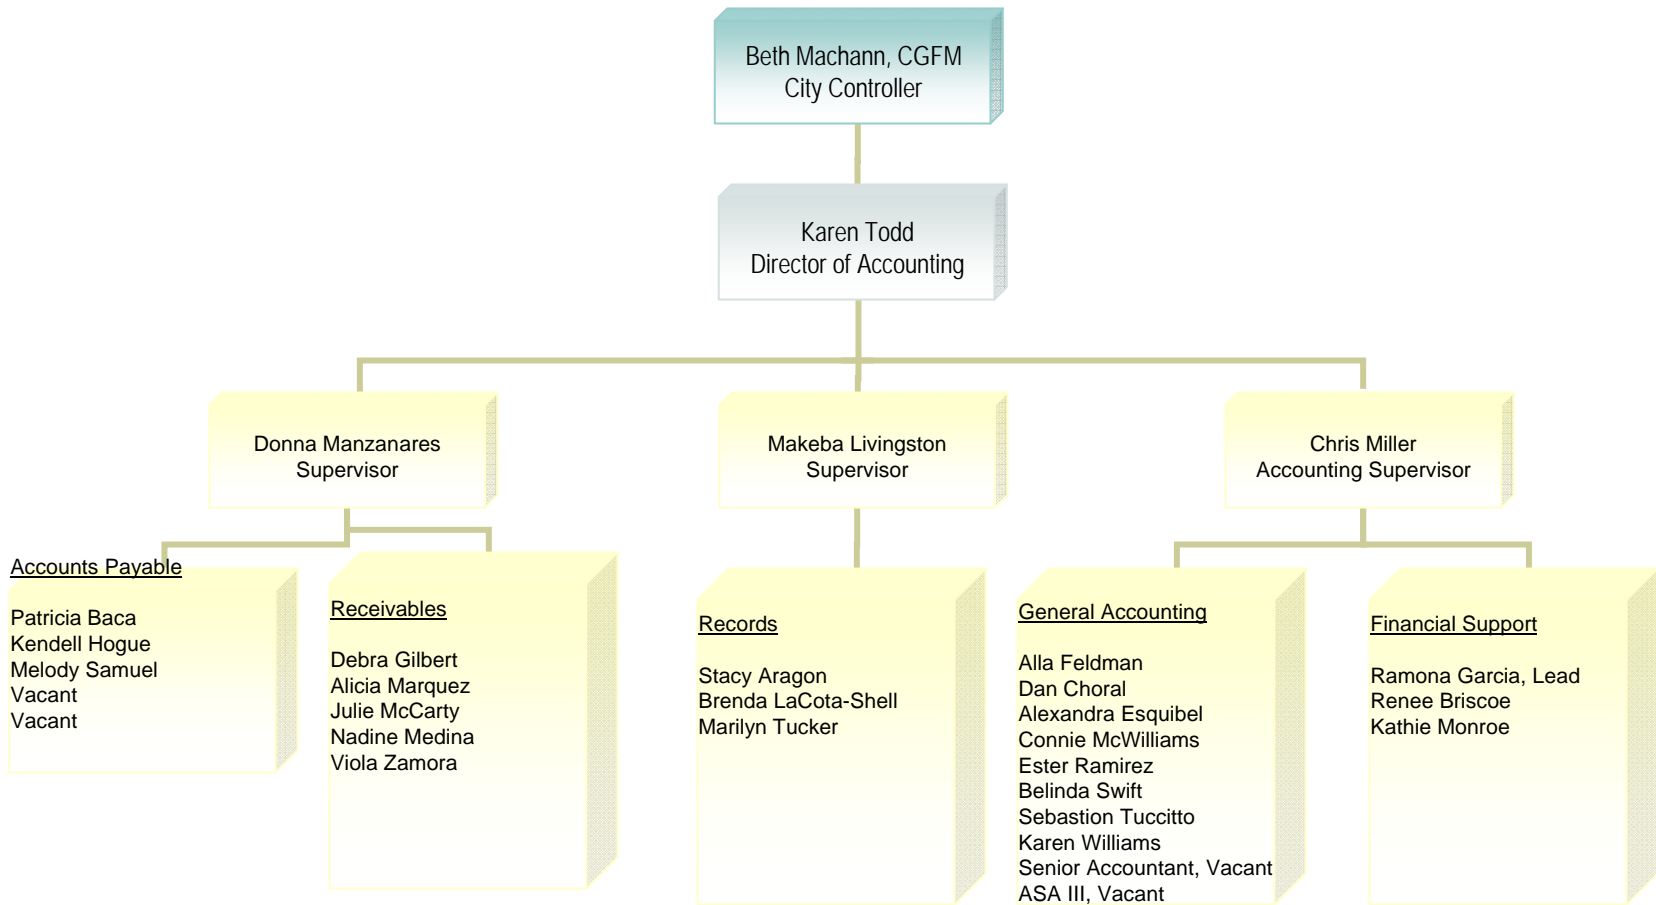 Beth Machann, CGFM
City Controller
Karen Todd
Director of Accounting
Donna Manzanares
Supervisor
Makeba Livingston
Supervisor
Chris Miller
Accounting Supervisor
Accounts Payable
Patricia Baca
Kendell Hogue
Melody Samuel
Vacant
Vacant
Receivables
Debra Gilbert
Alicia Marquez
Julie McCarty
Nadine Medina
Viola Zamora
Records
Stacy Aragon
Brenda LaCota-Shell
Marilyn Tucker
General Accounting
Alla Feldman
Dan Choral
Alexandra Esquibel
Connie McWilliams
Ester Ramirez
Belinda Swift
Sebastion Tuccitto
Karen Williams
Senior Accountant, Vacant
ASA III, Vacant
Financial Support
Ramona Garcia, Lead
Renee Briscoe
Kathie Monroe